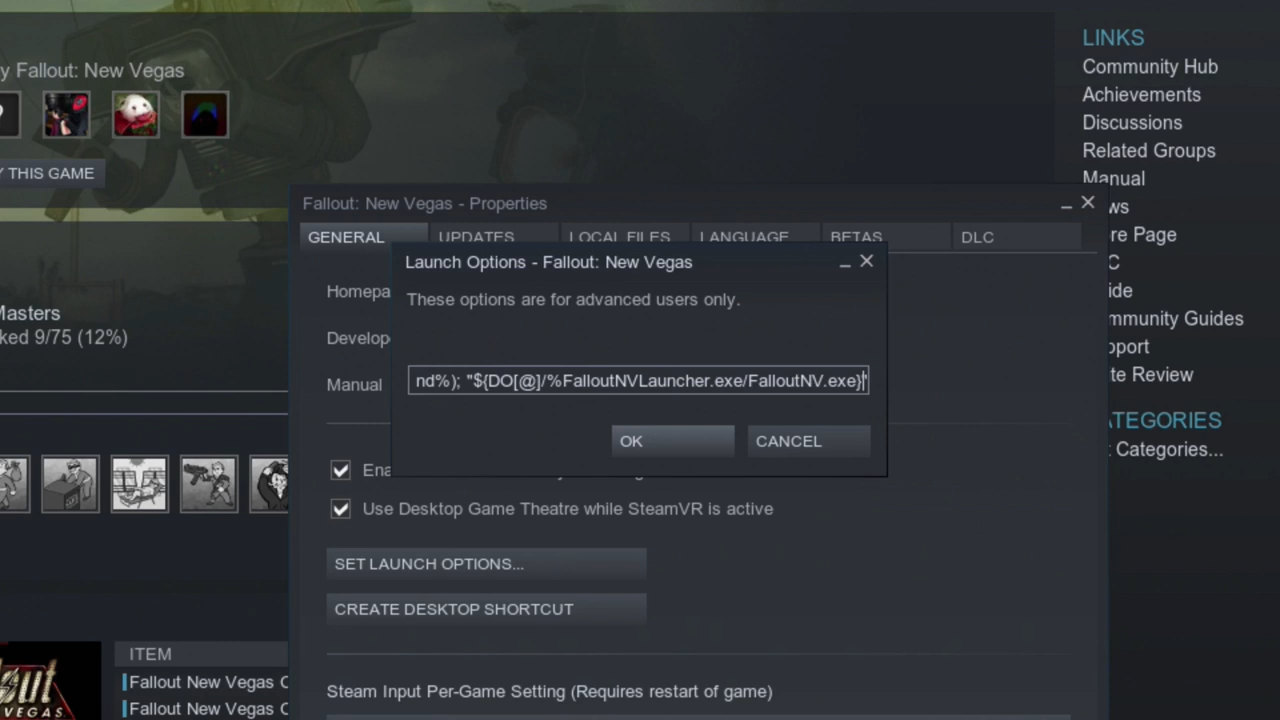 y Fallout: New Vegas
?
Y THIS GAME
Masters
ked 9/75 (12%)
LINKS
Community Hub
Achievements
Discussions
Related Groups
Manual
ws
re Page
C
ide
mmunity Guides
pport
te Review
ATEGORIES
t Categories...
Fallout: New Vegas - Properties
GENERAL
UPDATES
LOCAL FILES
LANGUAGE
BETAS
DLC
Launch Options - Fallout: New Vegas
These options are for advanced users only.
Homepa
Develop
Manual
nd%); "${DO[@]/%FalloutNVLauncher.exe/FalloutNV.exe}"
OK
CANCEL
Ena
Use Desktop Game Theatre while SteamVR is active
SET LAUNCH OPTIONS...
CREATE DESKTOP SHORTCUT
Steam Input Per-Game Setting (Requires restart of game)
ITEM
Fallout New Vegas C
Fallout New Vegas C
out
VEGAS